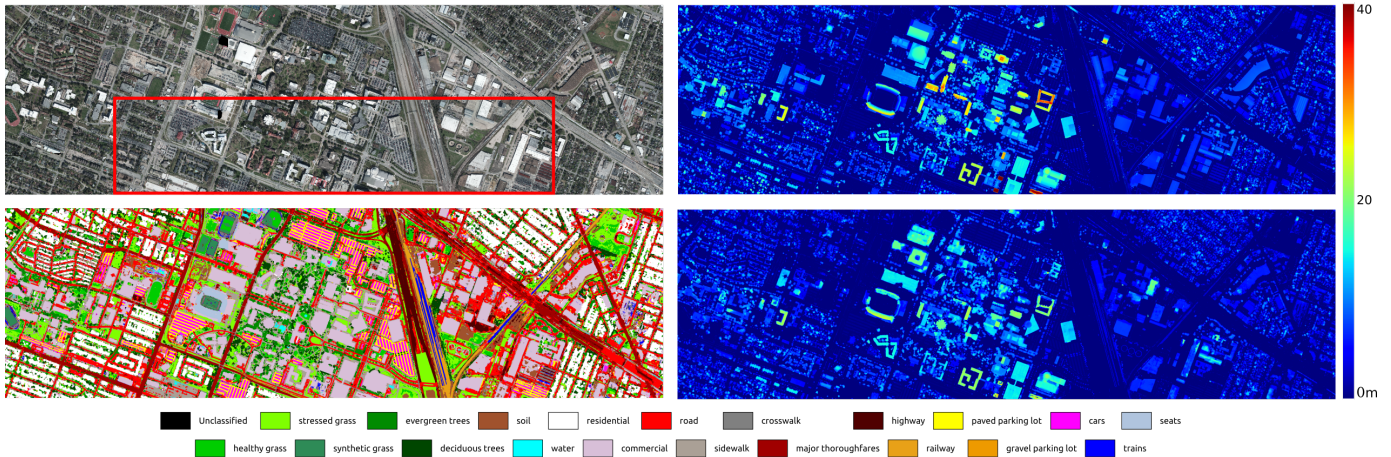 40
20
0m
Unclassified stressed grass evergreen trees soil residential road crosswalk highway paved parking lot cars seats
healthy grass synthetic grass deciduous trees water commercial sidewalk major thoroughfares railway gravel parking lot trains